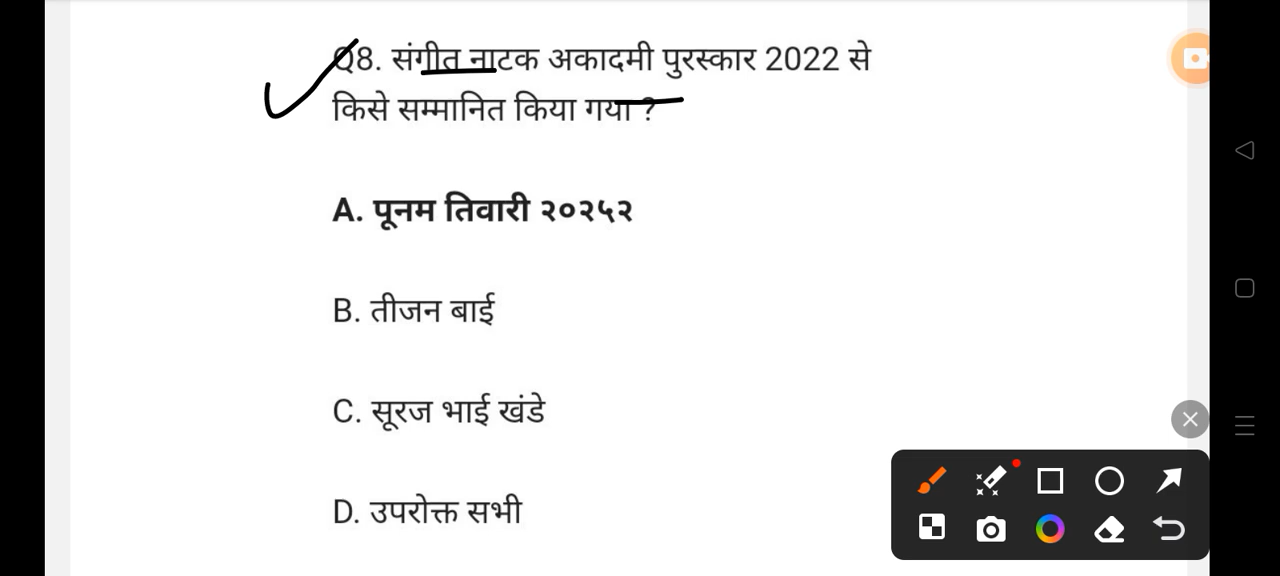 Q8. संगीत नाटक अकादमी पुरस्कार 2022 से
किसे सम्मानित किया गया ?
A. पूनम तिवारी २०२५२
B. तीजन बाई
C. सूरज भाई खंडे
D. उपरोक्त सभी